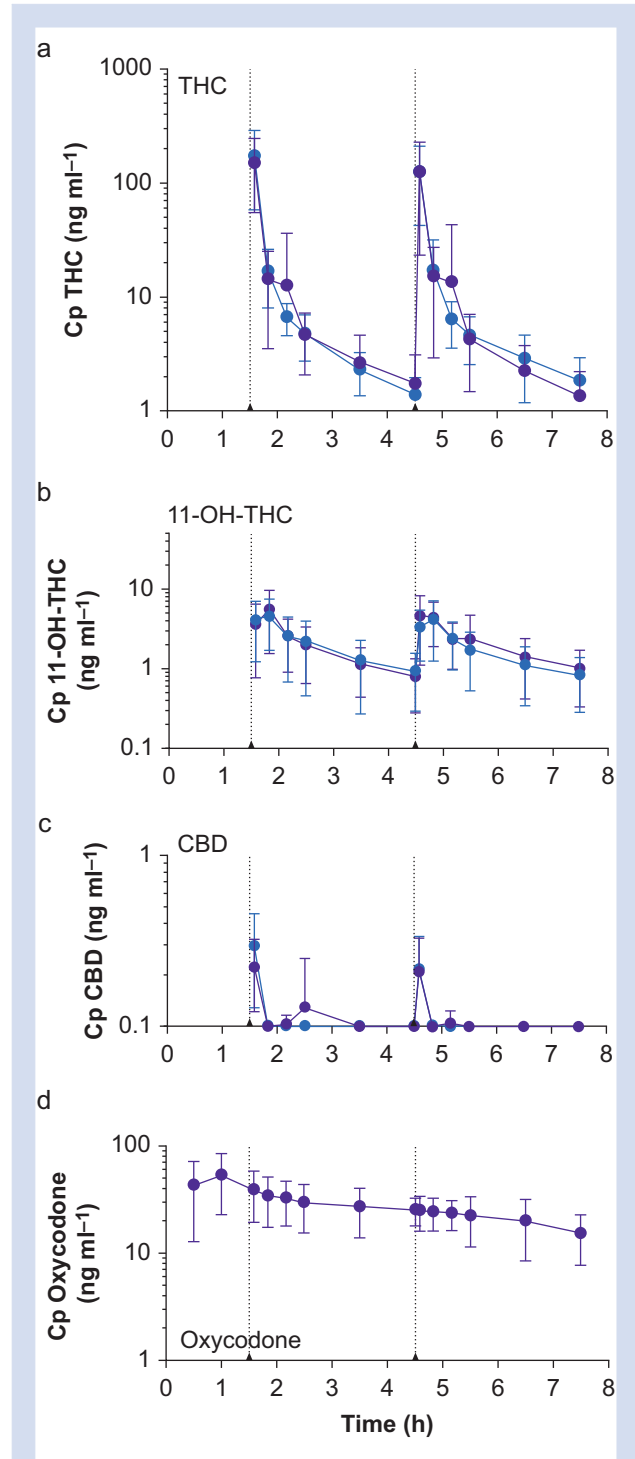 a
THC
Cp THC (ng ml⁻¹)
1000
100
10
1
0 1 2 3 4 5 6 7 8
b
11-OH-THC
Cp 11-OH-THC
(ng ml⁻¹)
10
1
0.1
0 1 2 3 4 5 6 7 8
c
CBD
Cp CBD (ng ml⁻¹)
1
0.1
0 1 2 3 4 5 6 7 8
d
Cp Oxycodone
(ng ml⁻¹)
100
10
1
Oxycodone
0 1 2 3 4 5 6 7 8
Time (h)